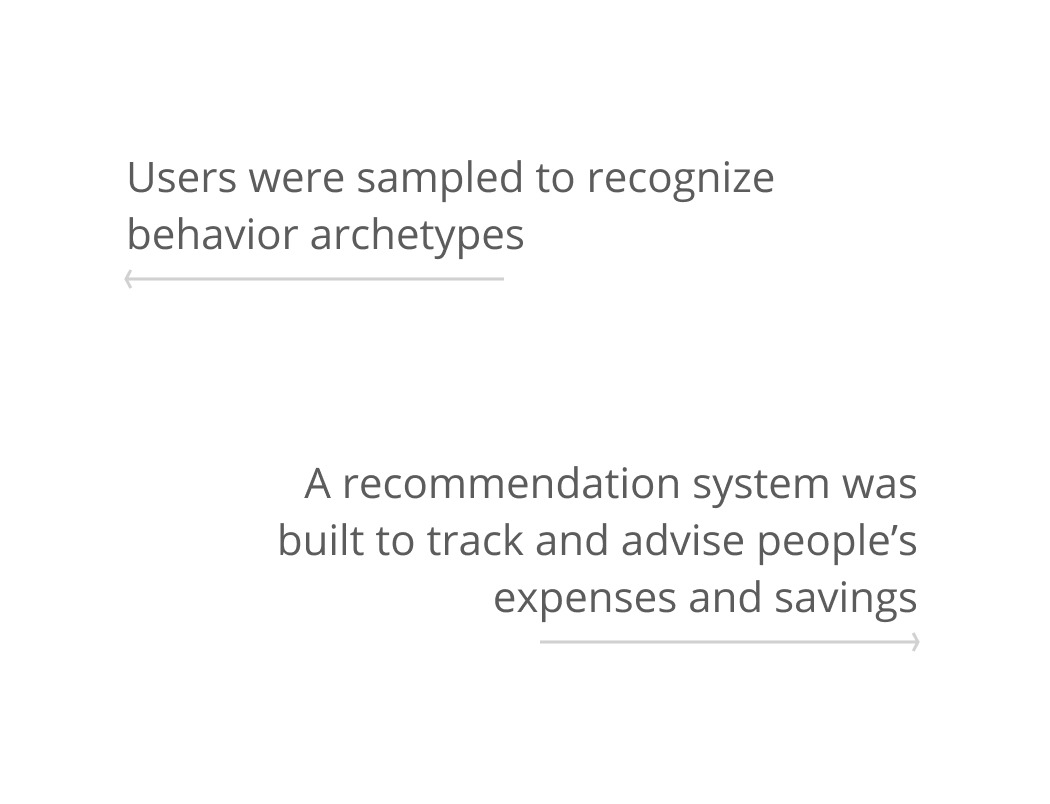 Users were sampled to recognize
behavior archetypes
A recommendation system was
built to track and advise people’s
expenses and savings